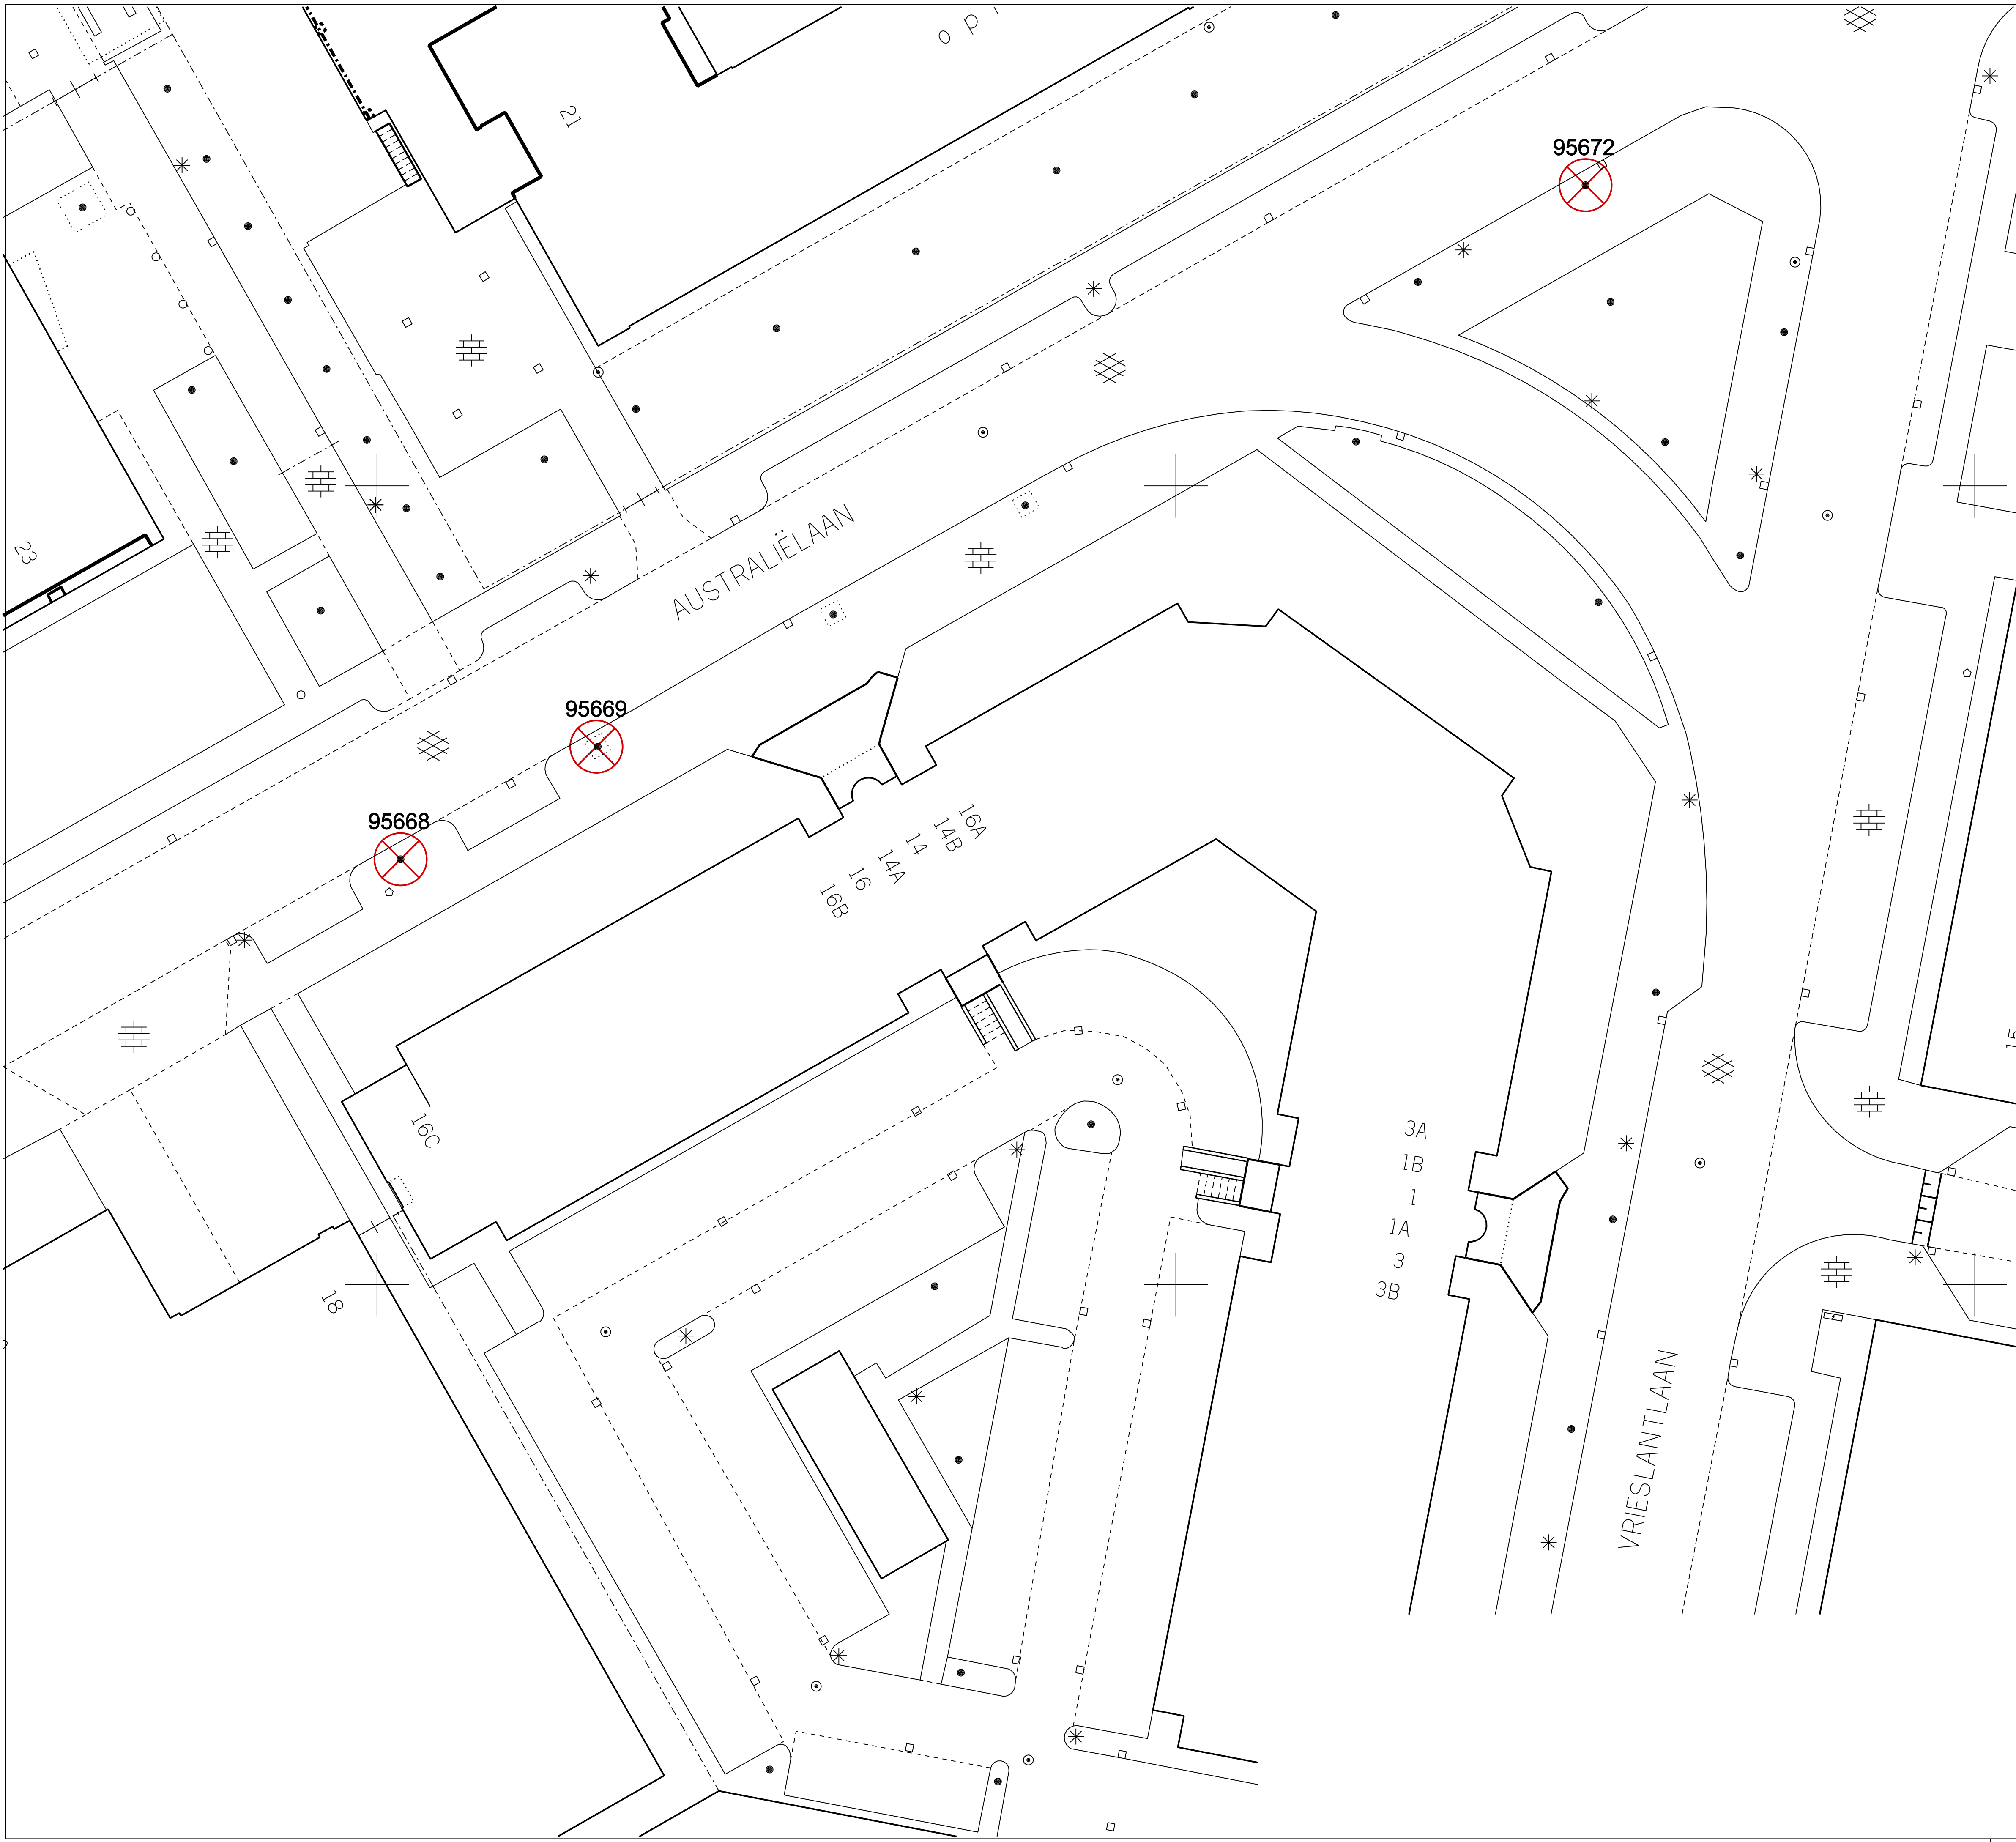 o p
21
95672
23
AUSTRALIËLAAN
95669
95668
16A
14B
14
14A
16
16B
16C
3A
1B
1
1A
3
3B
18
VRIESLANTLAAN